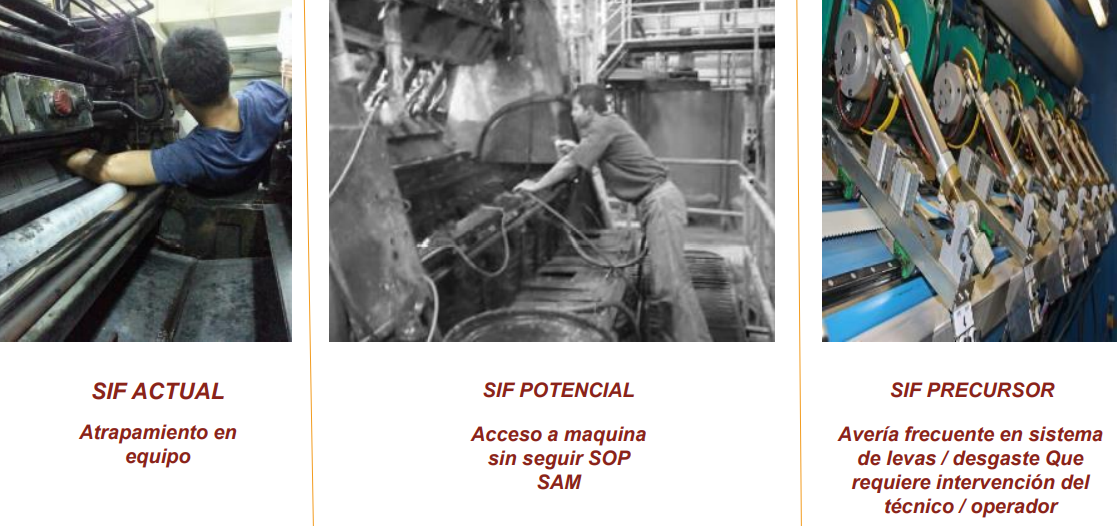 SIF ACTUAL
Atrapamiento en
equipo
SIF POTENCIAL
Acceso a maquina
sin seguir SOP
SAM
SIF PRECURSOR
Avería frecuente en sistema
de levas / desgaste Que
requiere intervención del
técnico / operador